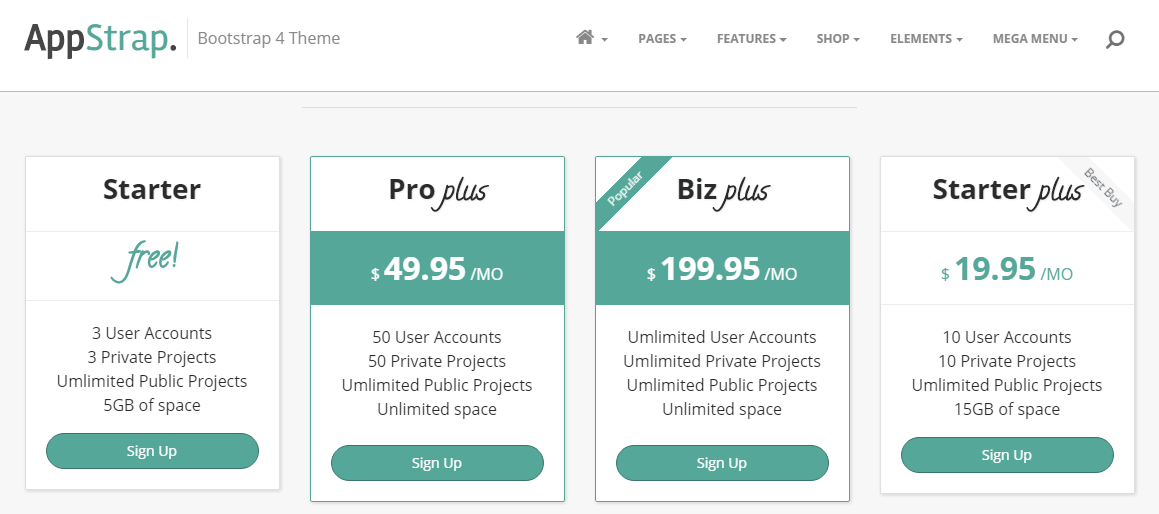 AppStrap. Bootstrap 4 Theme
PAGES FEATURES SHOP ELEMENTS MEGA MENU
Starter
free!
3 User Accounts
3 Private Projects
Umlimited Public Projects
5GB of space
Sign Up
Pro plus
$ 49.95 /MO
50 User Accounts
50 Private Projects
Umlimited Public Projects
Unlimited space
Sign Up
Popular
Biz plus
$ 199.95 /MO
Umlimited User Accounts
Umlimited Private Projects
Umlimited Public Projects
Unlimited space
Sign Up
Starter plus
Best Buy
$ 19.95 /MO
10 User Accounts
10 Private Projects
Umlimited Public Projects
15GB of space
Sign Up